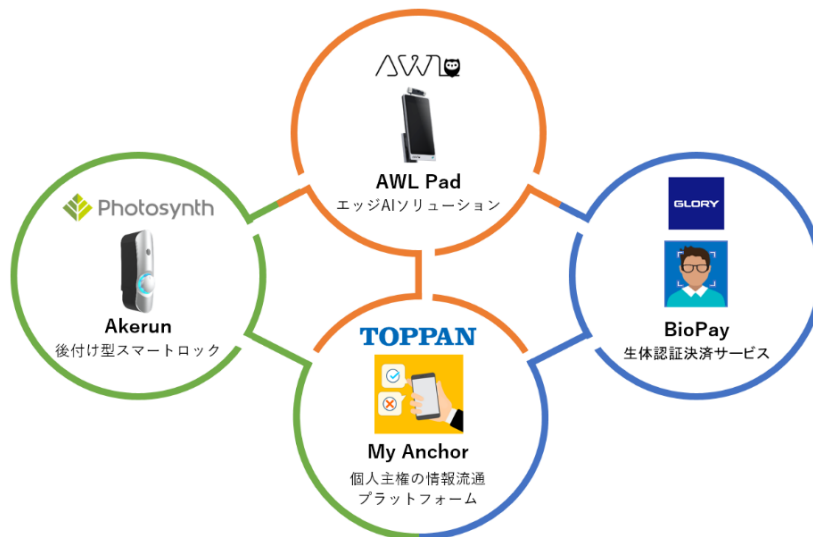 AWL
AWL Pad
エッジAIソリューション
Photosynth
Akerun
後付け型スマートロック
GLORY
BioPay
生体認証決済サービス
TOPPAN
My Anchor
個人主権の情報流通
プラットフォーム